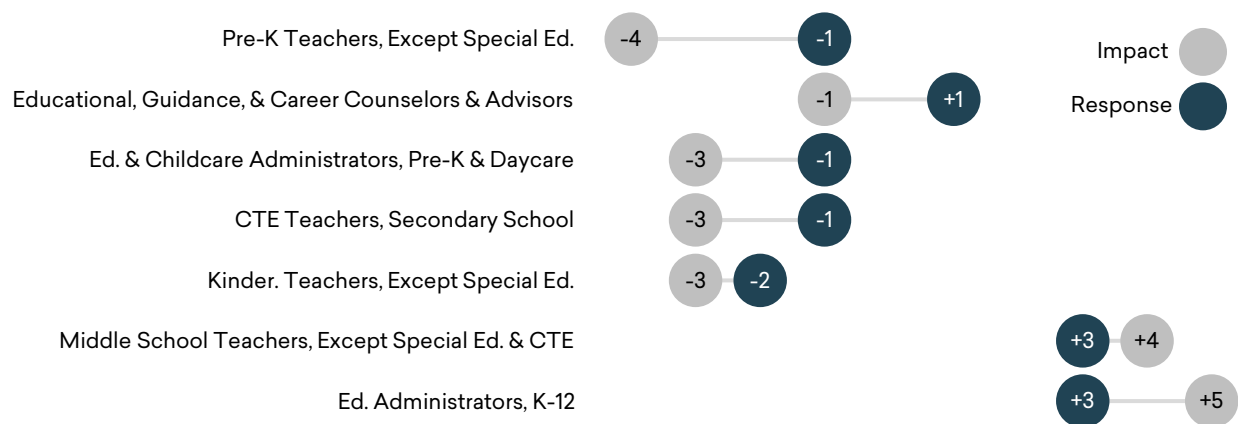 Pre-K Teachers, Except Special Ed. -4 -1
Impact
Educational, Guidance, & Career Counselors & Advisors -1 +1
Response
Ed. & Childcare Administrators, Pre-K & Daycare -3 -1
CTE Teachers, Secondary School -3 -1
Kinder. Teachers, Except Special Ed. -3 -2
Middle School Teachers, Except Special Ed. & CTE +3 +4
Ed. Administrators, K-12 +3 +5